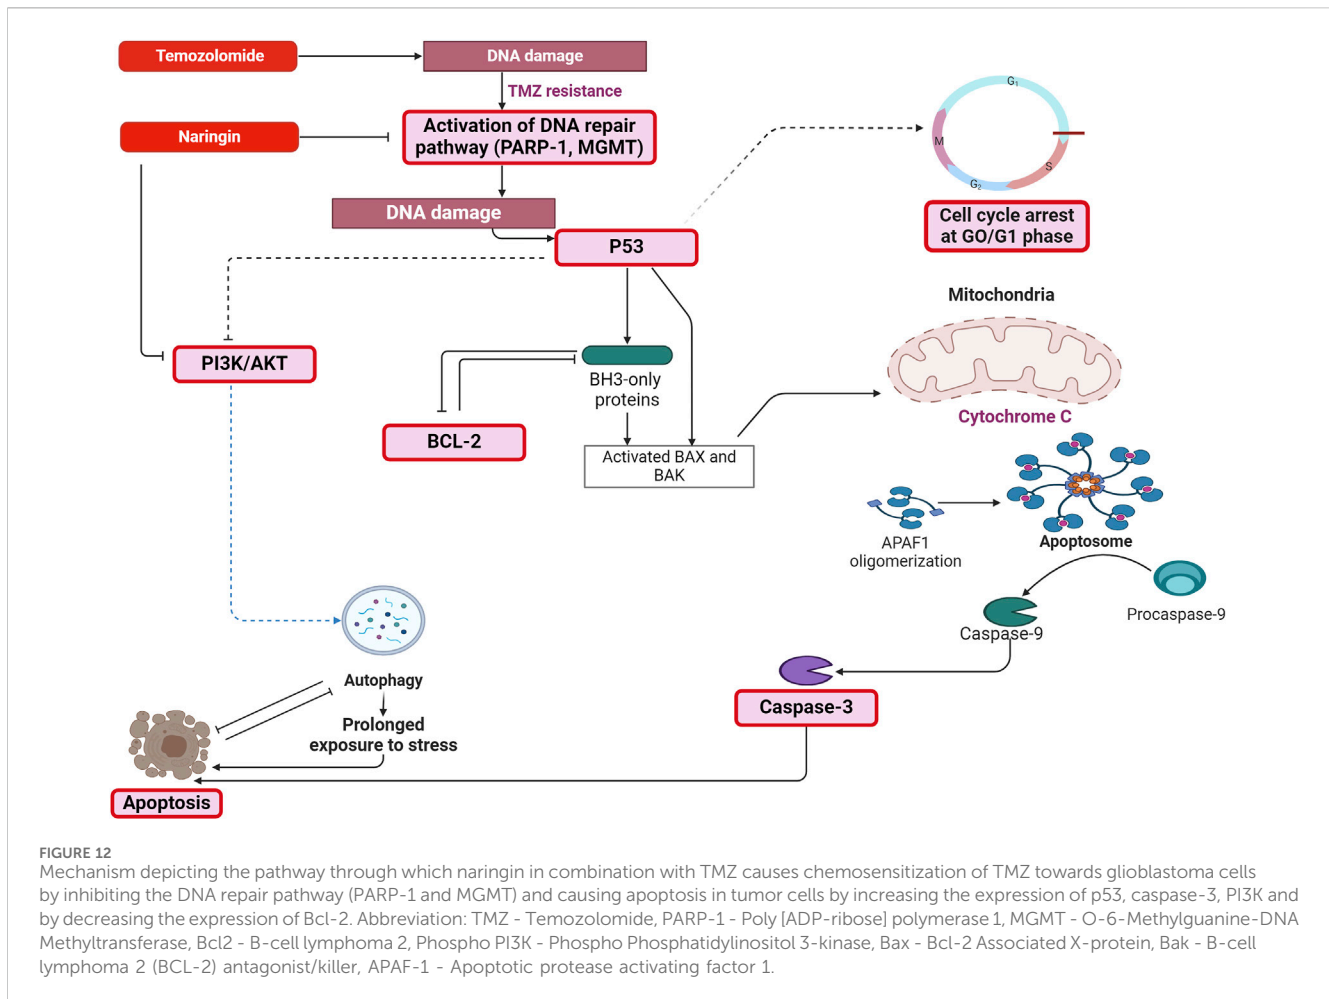 Temozolomide
DNA damage
TMZ resistance
Naringin
Activation of DNA repair
pathway (PARP-1, MGMT)
DNA damage
P53
G1
M
S
G2
Cell cycle arrest
at GO/G1 phase
Mitochondria
PI3K/AKT
BH3-only
proteins
Cytochrome C
BCL-2
Activated BAX and
BAK
APAF1
oligomerization
Apoptosome
Procaspase-9
Caspase-9
Autophagy
Caspase-3
Prolonged
exposure to stress
Apoptosis
FIGURE 12
Mechanism depicting the pathway through which naringin in combination with TMZ causes chemosensitization of TMZ towards glioblastoma cells
by inhibiting the DNA repair pathway (PARP-1 and MGMT) and causing apoptosis in tumor cells by increasing the expression of p53, caspase-3, PI3K and
by decreasing the expression of Bcl-2. Abbreviation: TMZ - Temozolomide, PARP-1 - Poly [ADP-ribose] polymerase 1, MGMT - O-6-Methylguanine-DNA
Methyltransferase, Bcl2 - B-cell lymphoma 2, Phospho PI3K - Phospho Phosphatidylinositol 3-kinase, Bax - Bcl-2 Associated X-protein, Bak - B-cell
lymphoma 2 (BCL-2) antagonist/killer, APAF-1 - Apoptotic protease activating factor 1.